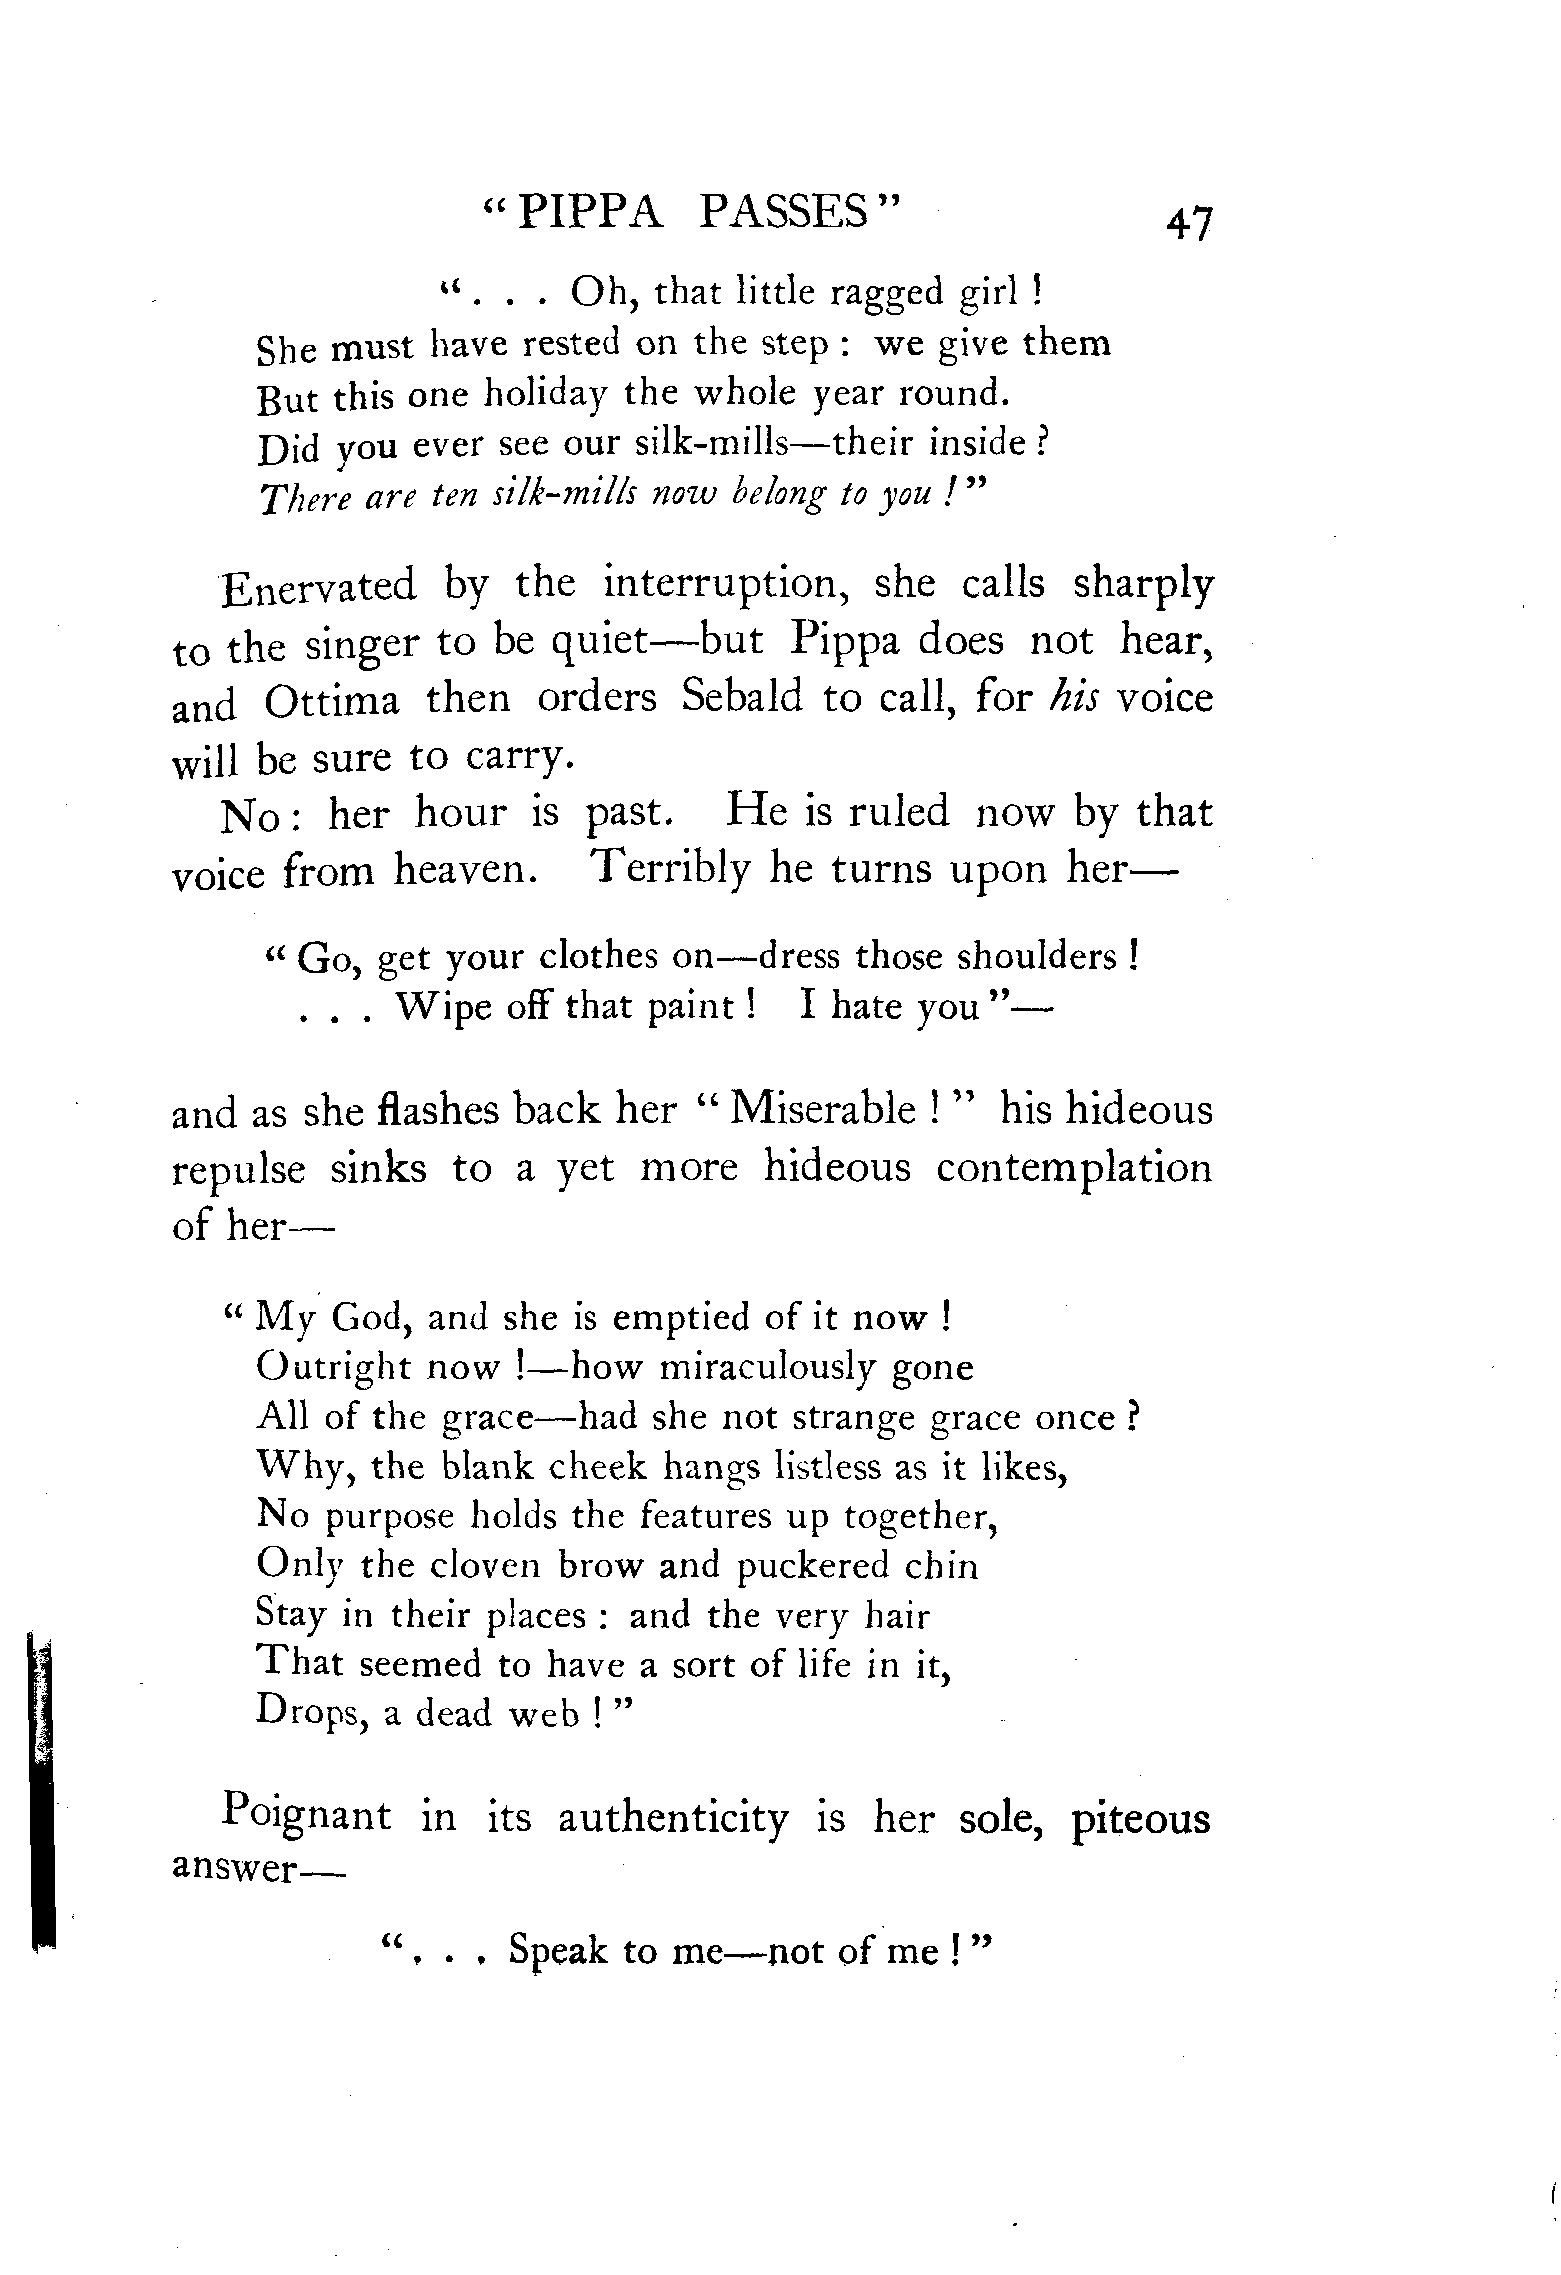 “PIPPA PASSES” 47
“. . . Oh, that little ragged girl !
She must have rested on the step : we give them
But this one holiday the whole year round.
Did you ever see our silk-mills—their inside ?
There are ten silk-mills now belong to you !”
Enervated by the interruption, she calls sharply
to the singer to be quiet—but Pippa does not hear,
and Ottima then orders Sebald to call, for his voice
will be sure to carry.
No : her hour is past. He is ruled now by that
voice from heaven. Terribly he turns upon her—
“ Go, get your clothes on—dress those shoulders !
. . . Wipe off that paint ! I hate you”—
and as she flashes back her “ Miserable ! ” his hideous
repulse sinks to a yet more hideous contemplation
of her—
“ My God, and she is emptied of it now !
Outright now !—how miraculously gone
All of the grace—had she not strange grace once ?
Why, the blank cheek hangs listless as it likes,
No purpose holds the features up together,
Only the cloven brow and puckered chin
Stay in their places : and the very hair
That seemed to have a sort of life in it,
Drops, a dead web ! ”
Poignant in its authenticity is her sole, piteous
answer—
“. . . Speak to me—not of me ! ”